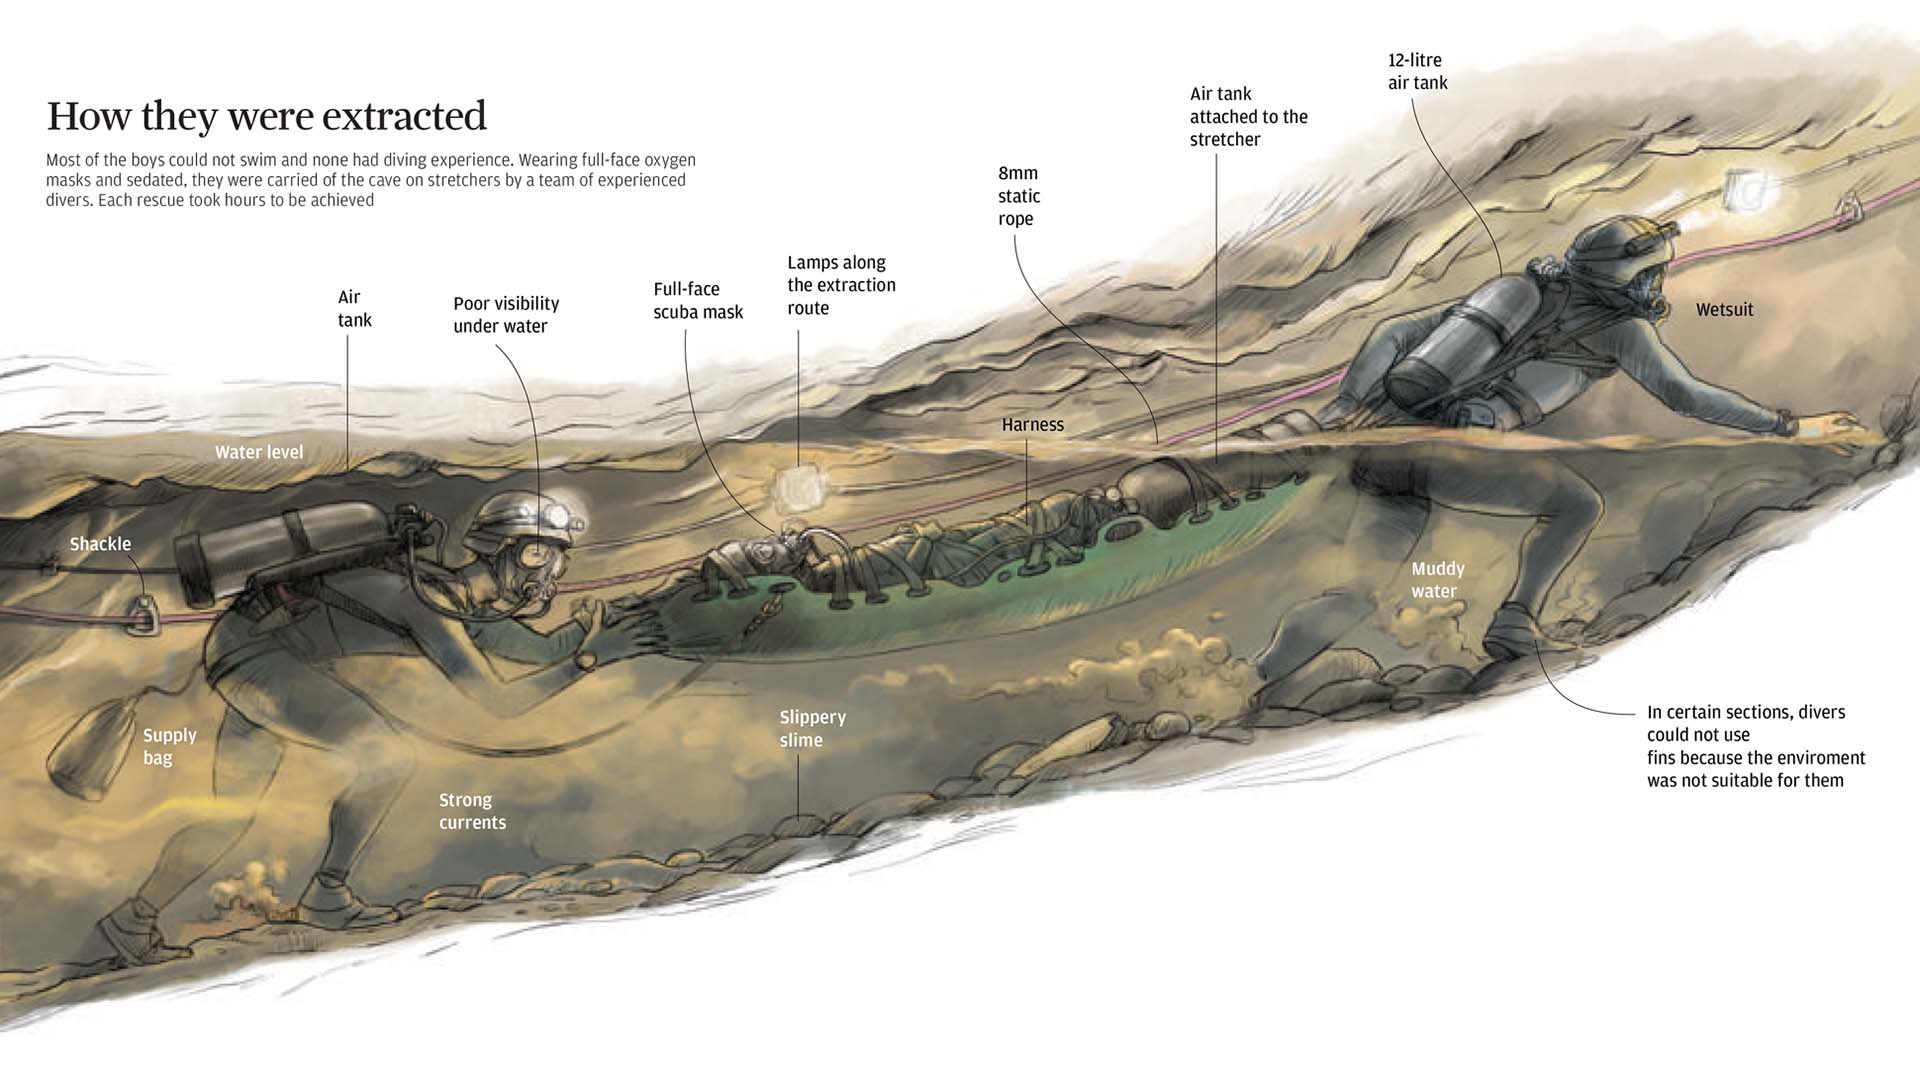 How they were extracted
Most of the boys could not swim and none had diving experience. Wearing full-face oxygen
masks and sedated, they were carried of the cave on stretchers by a team of experienced
divers. Each rescue took hours to be achieved
12-litre
air tank
Air tank
attached to the
stretcher
8mm
static
rope
Lamps along
the extraction
route
Full-face
scuba mask
Air
tank
Poor visibility
under water
Wetsuit
Harness
Water level
Shackle
Muddy
water
Supply
bag
Slippery
slime
Strong
currents
In certain sections, divers
could not use
fins because the enviroment
was not suitable for them